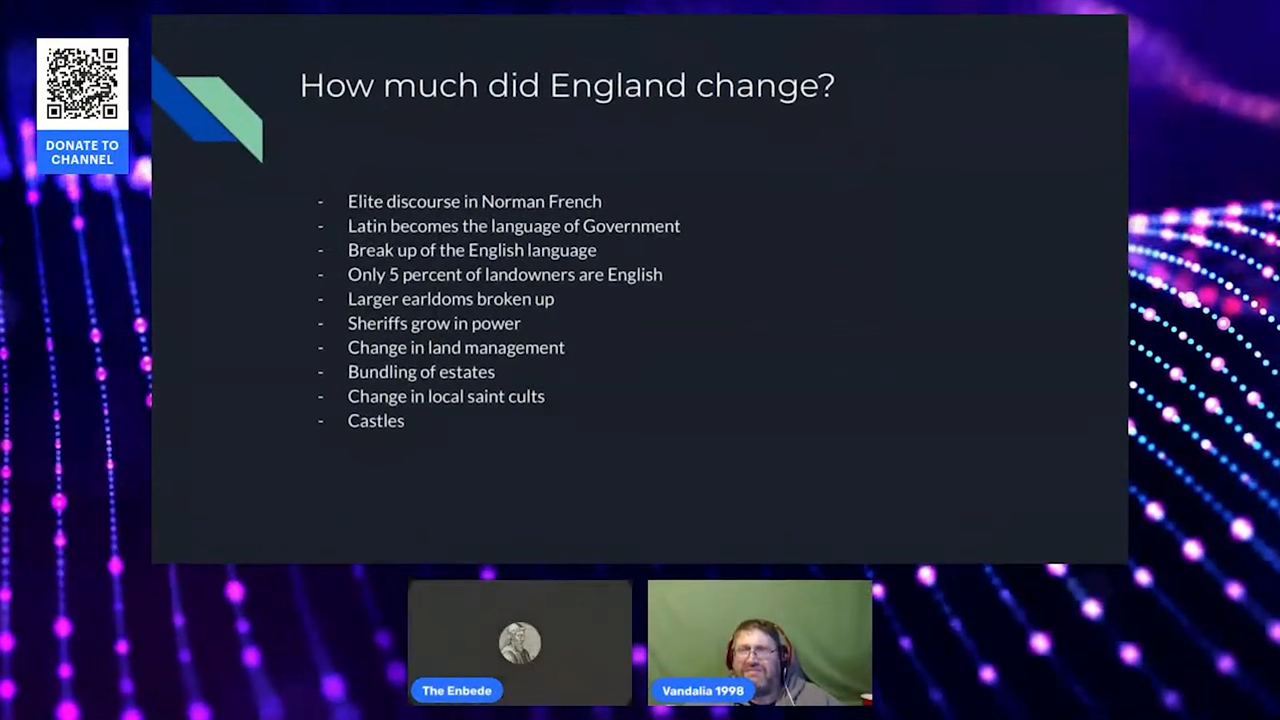 DONATE TO
CHANNEL
How much did England change?
- Elite discourse in Norman French
- Latin becomes the language of Government
- Break up of the English language
- Only 5 percent of landowners are English
- Larger earldoms broken up
- Sheriffs grow in power
- Change in land management
- Bundling of estates
- Change in local saint cults
- Castles
The Enbede
Vandalia 1998